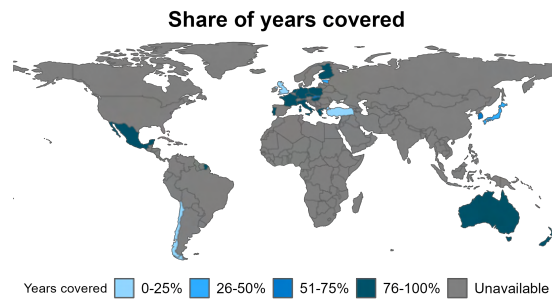 Share of years covered
Years covered 0-25% 26-50% 51-75% 76-100% Unavailable